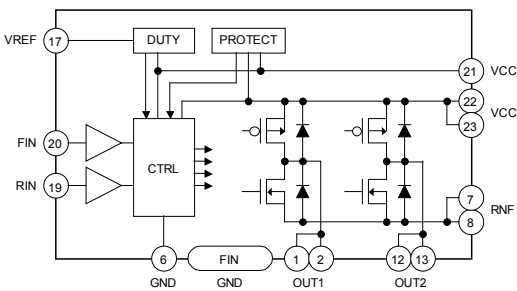 DUTY PROTECT
VREF 17
21 VCC
22 VCC
23
FIN 20
CTRL
RIN 19
7 RNF
8
6 FIN 1 2 12 13
GND GND OUT1 OUT2